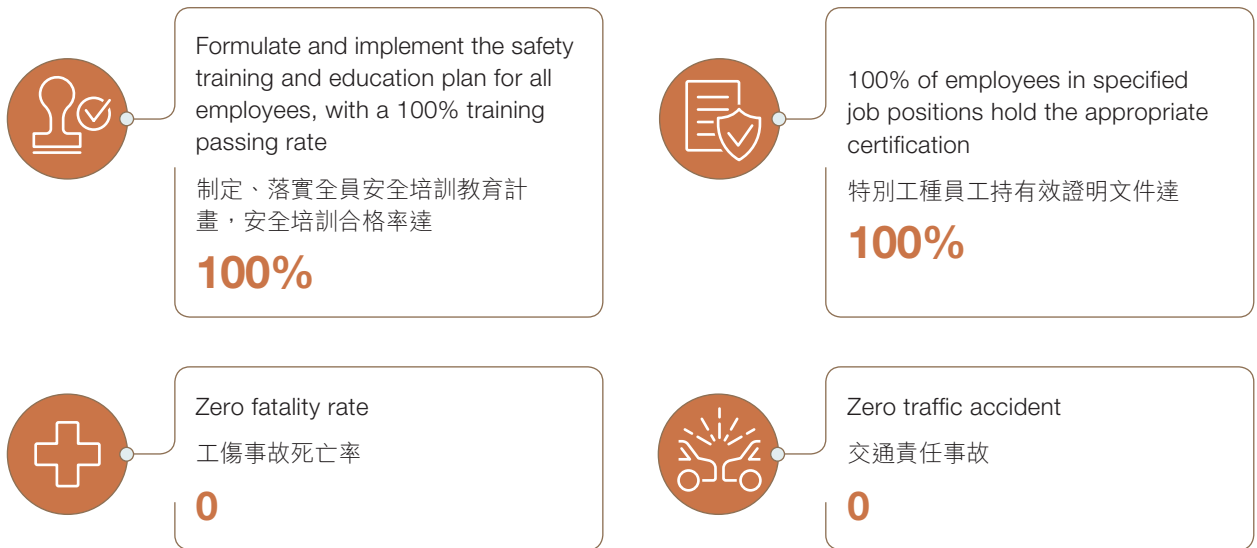 Formulate and implement the safety
training and education plan for all
employees, with a 100% training
passing rate
制定、落實全員安全培訓教育計
畫，安全培訓合格率達
100%
100% of employees in specified
job positions hold the appropriate
certification
特別工種員工持有效證明文件達
100%
Zero fatality rate
工傷事故死亡率
0
Zero traffic accident
交通責任事故
0